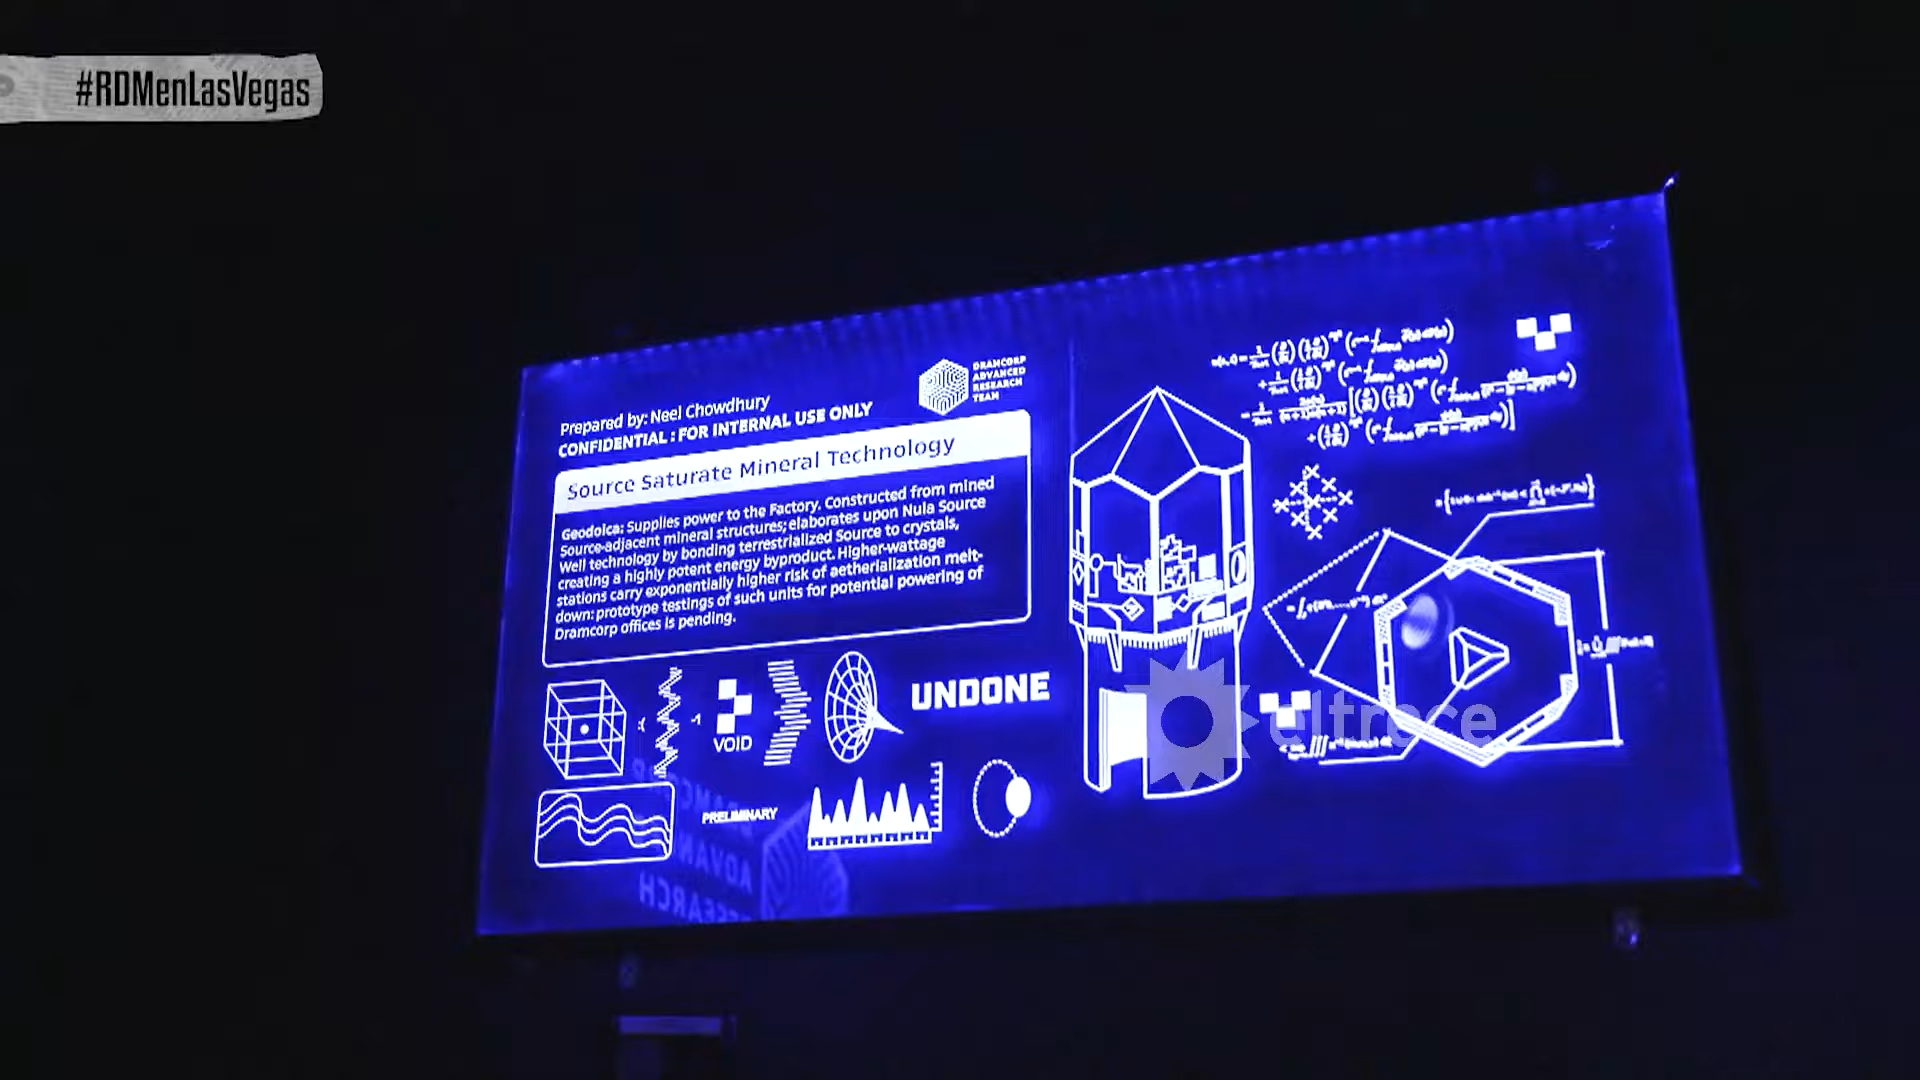 #RDMenLasVegas
DRAMCORP
ADVANCED
RESEARCH
TEAM
Prepared by: Neel Chowdhury
CONFIDENTIAL : FOR INTERNAL USE ONLY
Source Saturate Mineral Technology
Geodoica: Supplies power to the Factory. Constructed from mined
Source-adjacent mineral structures; elaborates upon Nula Source
Well technology by bonding terrestrialized Source to crystals,
creating a highly potent energy byproduct. Higher-wattage
stations carry exponentially higher risk of aetherialization melt-
down: prototype testings of such units for potential powering of
Dramcorp offices is pending.
UNDONE
VOID
PRELIMINARY
ADVAN
RESEARCH
eltrece